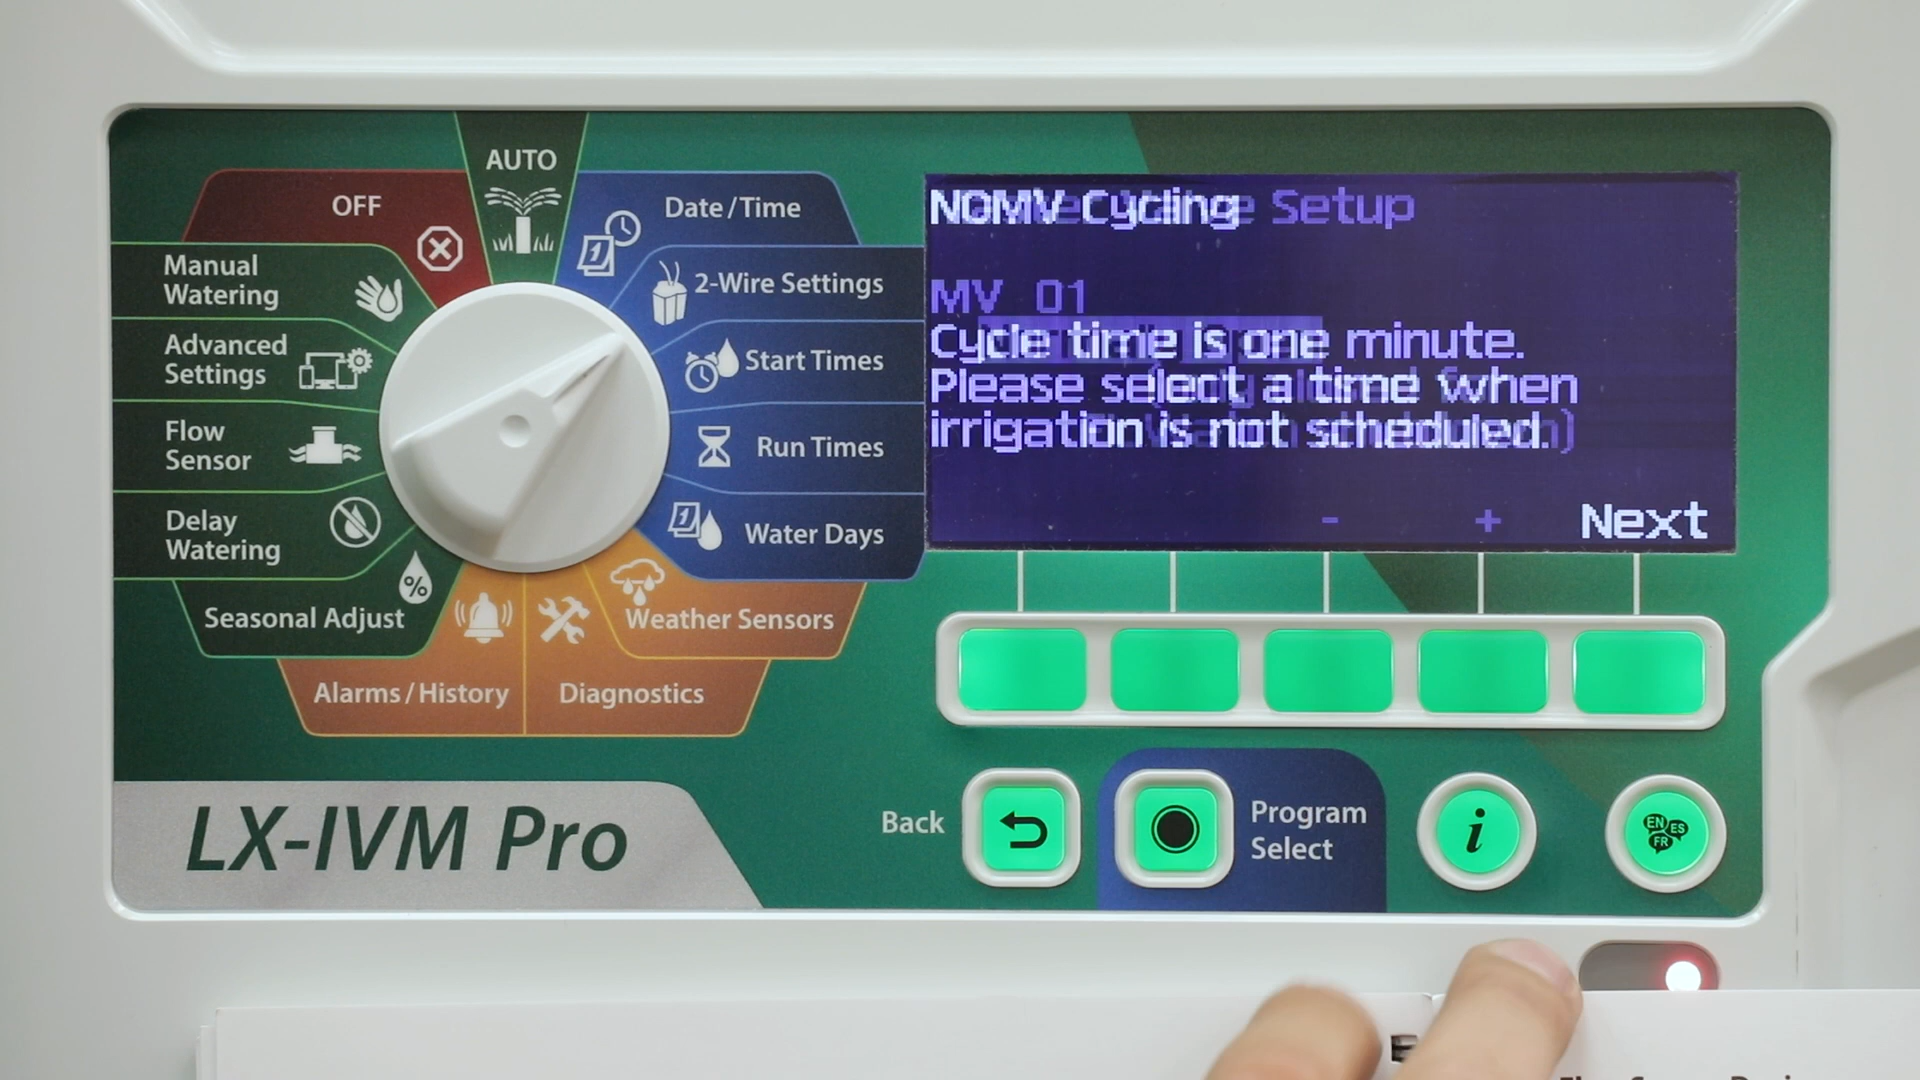 AUTO
OFF
Date/Time
Manual
Watering
2-Wire Settings
Advanced
Settings
Start Times
Flow
Sensor
Run Times
Delay
Watering
1
Water Days
%
Seasonal Adjust
Weather Sensors
Alarms/History
Diagnostics
LX-IVM Pro
NOMV Cycling
Setup
MV 01
Cycle time is one minute.
Please select a time when
irrigation is not scheduled.
- + Next
Back
Program
Select
i
EN
ES
FR